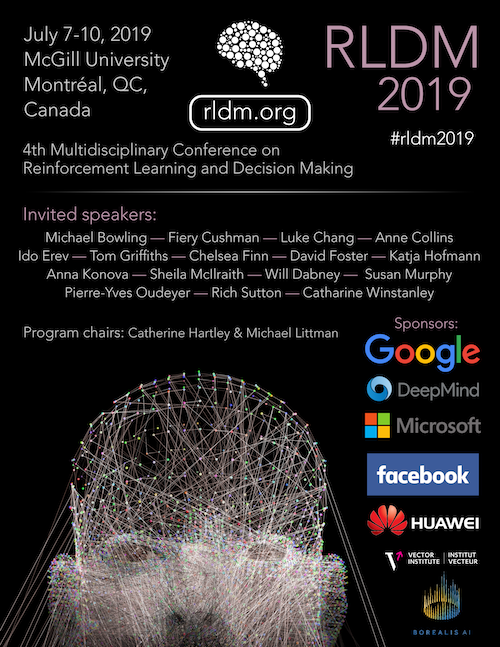 July 7-10, 2019
McGill University
Montréal, QC,
Canada
rldm.org
RLDM
2019
#rldm2019
4th Multidisciplinary Conference on
Reinforcement Learning and Decision Making
Invited speakers:
Michael Bowling — Fiery Cushman — Luke Chang — Anne Collins
Ido Erev — Tom Griffiths — Chelsea Finn — David Foster — Katja Hofmann
Anna Konova — Sheila McIlraith — Will Dabney — Susan Murphy
Pierre-Yves Oudeyer — Rich Sutton — Catharine Winstanley
Program chairs: Catherine Hartley & Michael Littman
Sponsors:
Google
DeepMind
Microsoft
facebook
HUAWEI
VECTOR INSTITUTE | INSTITUT VECTEUR
BOREALIS AI